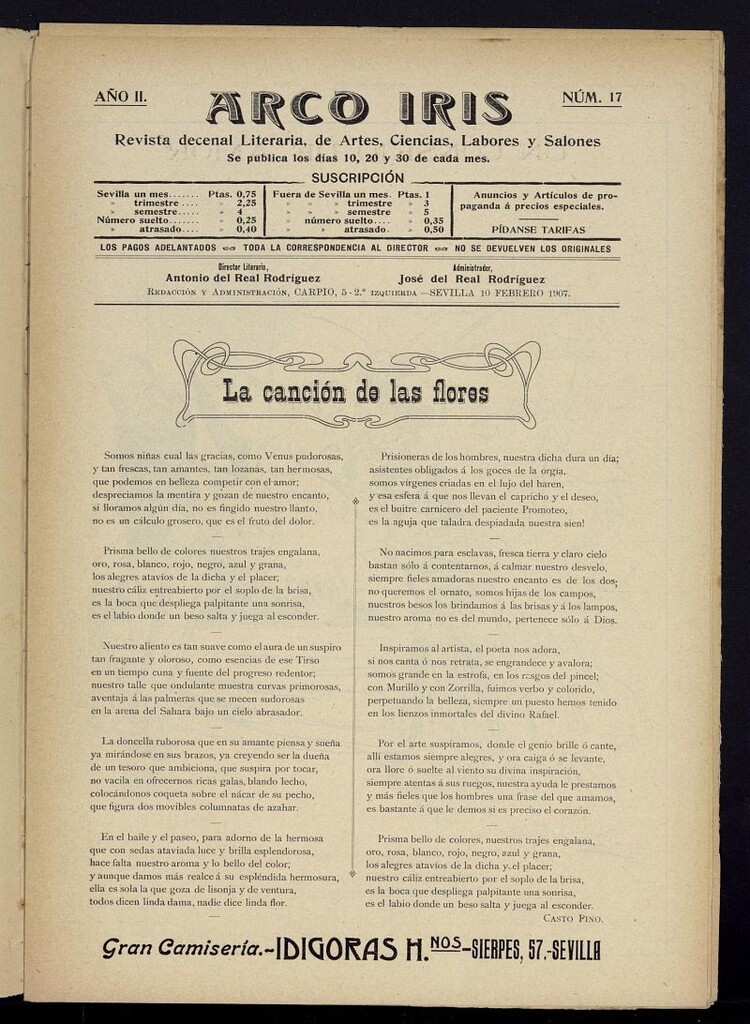 AÑO II.
ARCO IRIS
NÚM. 17
Revista decenal Literaria, de Artes, Ciencias, Labores y Salones
Se publica los días 10, 20 y 30 de cada mes.
SUSCRIPCIÓN
Sevilla un mes....... Ptas. 0,75
» trimestre.... » 2,25
» semestre.... » 4
Número suelto...... » 0,25
» atrasado.... » 0,40
Fuera de Sevilla un mes. Ptas. 1
» » trimestre » 3
» » semestre » 5
» número suelto.... » 0,35
» » atrasado. » 0,50
Anuncios y Artículos de pro-
paganda á precios especiales.
PÍDANSE TARIFAS
LOS PAGOS ADELANTADOS TODA LA CORRESPONDENCIA AL DIRECTOR NO SE DEVUELVEN LOS ORIGINALES
Director Literario,
Antonio del Real Rodríguez
Administrador,
José del Real Rodríguez
REDACCIÓN Y ADMINISTRACIÓN, CARPIO, 5-2.º IZQUIERDA—SEVILLA 10 FEBRERO 1907.
La canción de las flores
Somos niñas cual las gracias, como Venus pudorosas,
y tan frescas, tan amantes, tan lozanas, tan hermosas,
que podemos en belleza competir con el amor;
despreciamos la mentira y gozan de nuestro encanto,
si lloramos algún día, no es fingido nuestro llanto,
no es un cálculo grosero, que es el fruto del dolor.
—
Prisma bello de colores nuestros trajes engalana,
oro, rosa, blanco, rojo, negro, azul y grana,
los alegres atavíos de la dicha y el placer;
nuestro cáliz entreabierto por el soplo de la brisa,
es la boca que despliega palpitante una sonrisa,
es el labio donde un beso salta y juega al esconder.
—
Nuestro aliento es tan suave como el aura de un suspiro
tan fragante y oloroso, como esencias de ese Tirso
en un tiempo cuna y fuente del progreso redentor;
nuestro talle que ondulante muestra curvas primorosas,
aventaja á las palmeras que se mecen sudorosas
en la arena del Sahara bajo un cielo abrasador.
—
La doncella ruborosa que en su amante piensa y sueña
ya mirándose en sus brazos, ya creyendo ser la dueña
de un tesoro que ambiciona, que suspira por tocar,
no vacila en ofrecernos ricas galas, blando lecho,
colocándonos coqueta sobre el nácar de su pecho,
que figura dos movibles columnatas de azahar.
—
En el baile y el paseo, para adorno de la hermosa
que con sedas ataviada luce y brilla esplendorosa,
hace falta nuestro aroma y lo bello del color;
y aunque damos más realce á su espléndida hermosura,
ella es sola la que goza de lisonja y de ventura,
todos dicen linda dama, nadie dice linda flor.
—
Prisioneras de los hombres, nuestra dicha dura un día;
asistentes obligados á los goces de la orgía,
somos vírgenes criadas en el lujo del haren,
y esa esfera á que nos llevan el capricho y el deseo,
es el buitre carnicero del paciente Promoteo,
es la aguja que taladra despiadada nuestra sien!
—
No nacimos para esclavas, fresca tierra y claro cielo
bastan sólo á contentarnos, á calmar nuestro desvelo,
siempre fieles amadoras nuestro encanto es de los dos;
no queremos el ornato, somos hijas de los campos,
nuestros besos los brindamos á las brisas y á los lampos,
nuestro aroma no es del mundo, pertenece sólo á Dios.
—
Inspiramos al artista, el poeta nos adora,
si nos canta ó nos retrata, se engrandece y avalora;
somos grande en la estrofa, en los rasgos del pincel;
con Murillo y con Zorrilla, fuimos verbo y colorido,
perpetuando la belleza, siempre un puesto hemos tenido
en los lienzos inmortales del divino Rafael.
—
Por el arte suspiramos, donde el genio brille ó cante,
allí estamos siempre alegres, y ora caiga ó se levante,
ora llore ó suelte al viento su divina inspiración,
siempre atentas á sus ruegos, nuestra ayuda le prestamos
y más fieles que los hombres una frase del que amamos,
es bastante á que le demos si es preciso el corazón.
—
Prisma bello de colores, nuestros trajes engalana,
oro, rosa, blanco, rojo, negro, azul y grana,
los alegres atavíos de la dicha y el placer;
nuestro cáliz entreabierto por el soplo de la brisa,
es la boca que despliega palpitante una sonrisa,
es el labio donde un beso salta y juega al esconder.
CASTO PINO.
Gran Camisería.-IDIGORAS H.NOS-SIERPES, 57.-SEVILLA